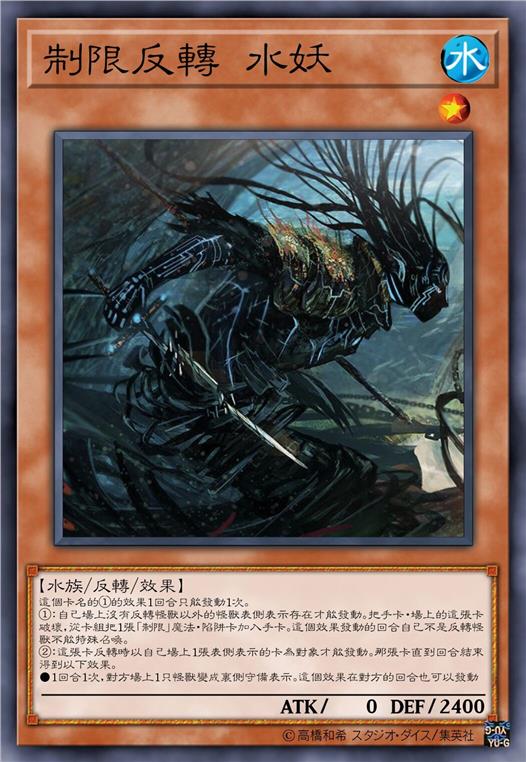 制限反轉 水妖
水
【水族/反轉/效果】
這個卡名的①的效果1回合只能發動1次。
①：自己場上沒有反轉怪獸以外的怪獸表側表示存在才能發動。把手卡·場上的這張卡
破壞，從卡組把1張「制限」魔法·陷阱卡加入手卡。這個效果發動的回合自己不是反轉怪
獸不能特殊召喚。
②：這張卡反轉時以自己場上1張表側表示的卡為對象才能發動。那張卡直到回合結束
得到以下效果。
●1回合1次，對方場上1只怪獸變成裏側守備表示。這個效果在對方的回合也可以發動
ATK/ 0 DEF/2400
©高橋和希 スタジオ·ダイス/集英社